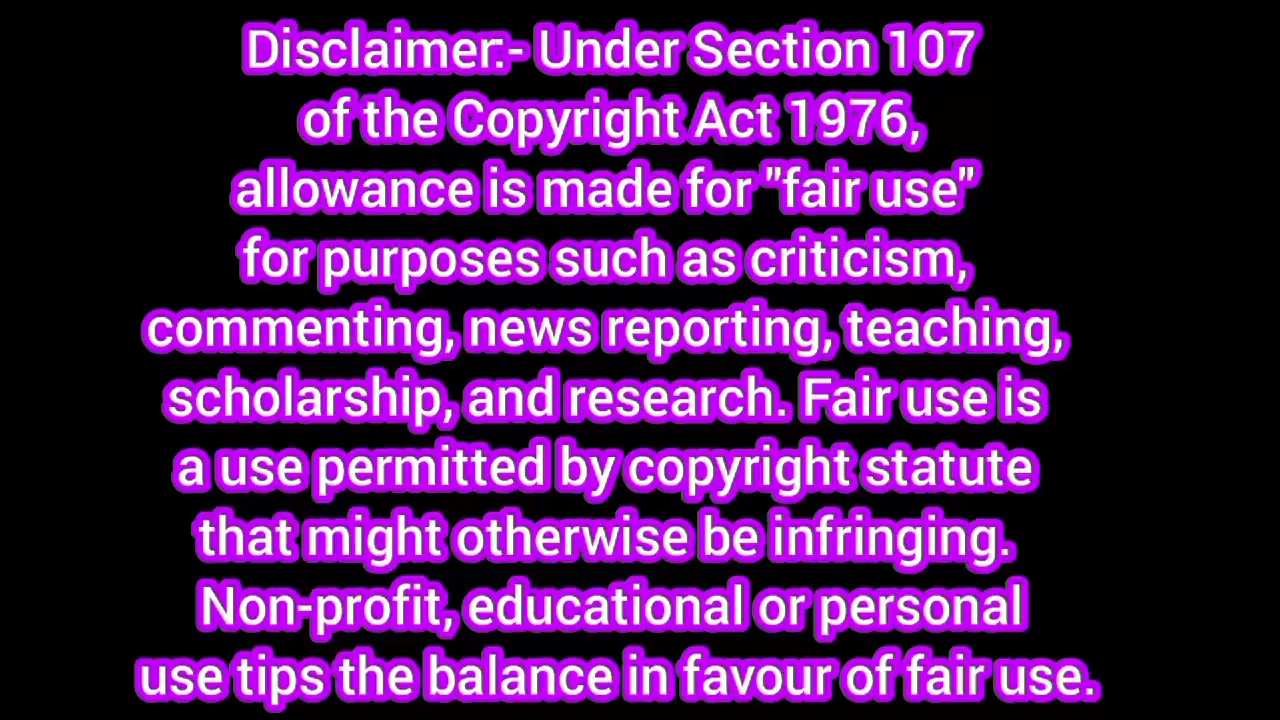 Disclaimer:- Under Section 107
of the Copyright Act 1976,
allowance is made for "fair use"
for purposes such as criticism,
commenting, news reporting, teaching,
scholarship, and research. Fair use is
a use permitted by copyright statute
that might otherwise be infringing.
Non-profit, educational or personal
use tips the balance in favour of fair use.